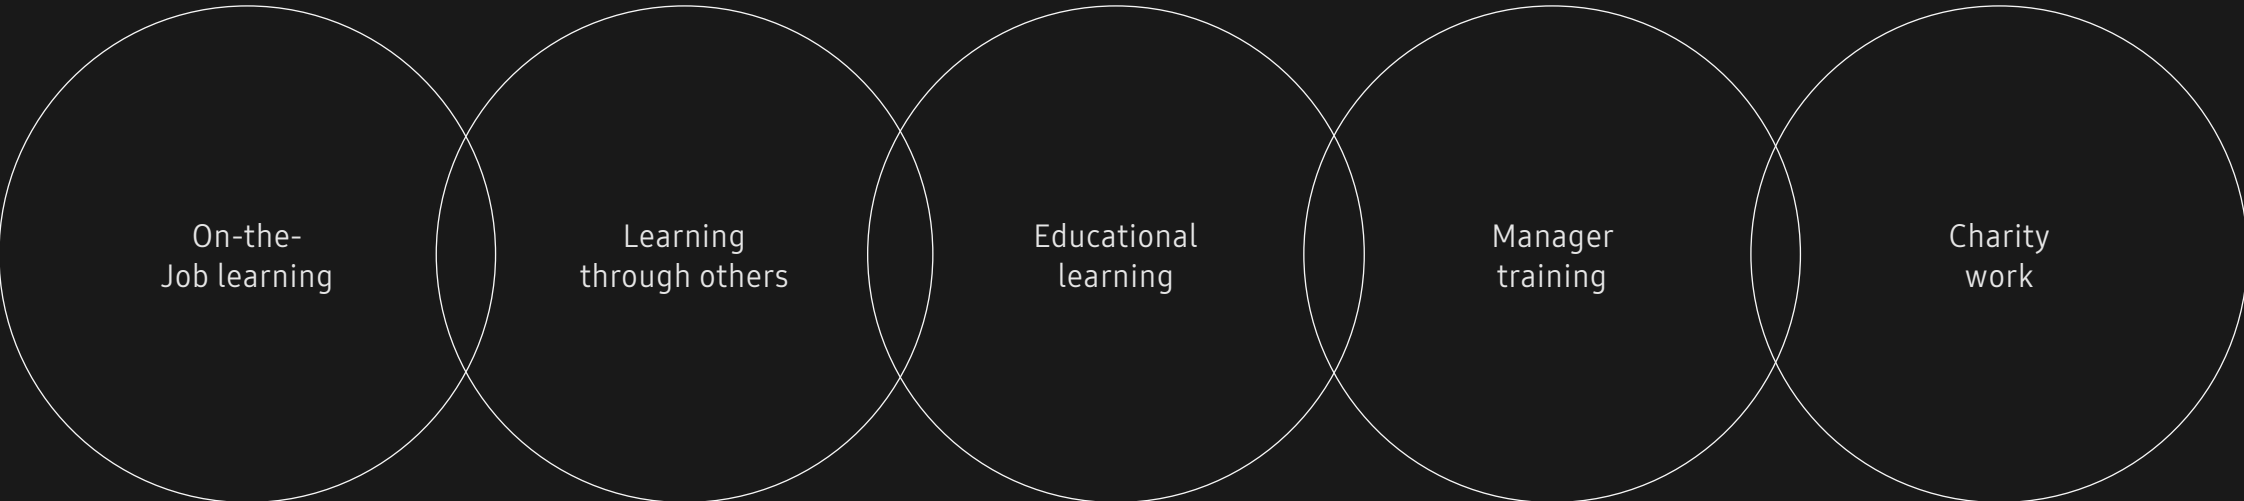 On-the-
Job learning
Learning
through others
Educational
learning
Manager
training
Charity
work